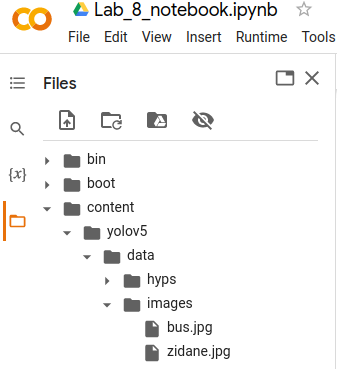 Lab_8_notebook.ipynb
File Edit View Insert Runtime Tools
Files
{x}
bin
boot
content
yolov5
data
hyps
images
bus.jpg
zidane.jpg